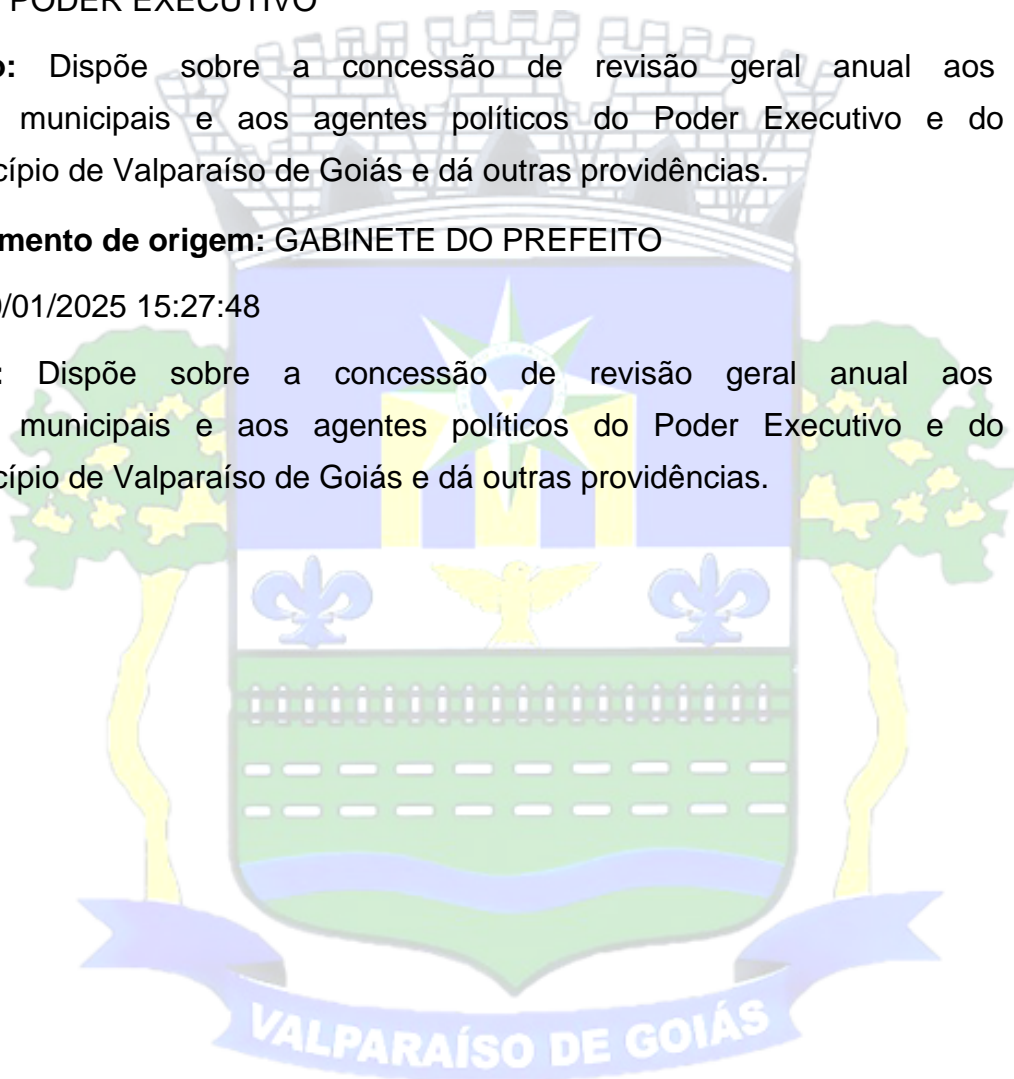 PODER EXECUTIVO
o: Dispõe sobre a concessão de revisão geral anual aos
municipais e aos agentes políticos do Poder Executivo e do
cípio de Valparaíso de Goiás e dá outras providências.
mento de origem: GABINETE DO PREFEITO
/01/2025 15:27:48
: Dispõe sobre a concessão de revisão geral anual aos
municipais e aos agentes políticos do Poder Executivo e do
cípio de Valparaíso de Goiás e dá outras providências.
VALPARAÍSO DE GOIÁS